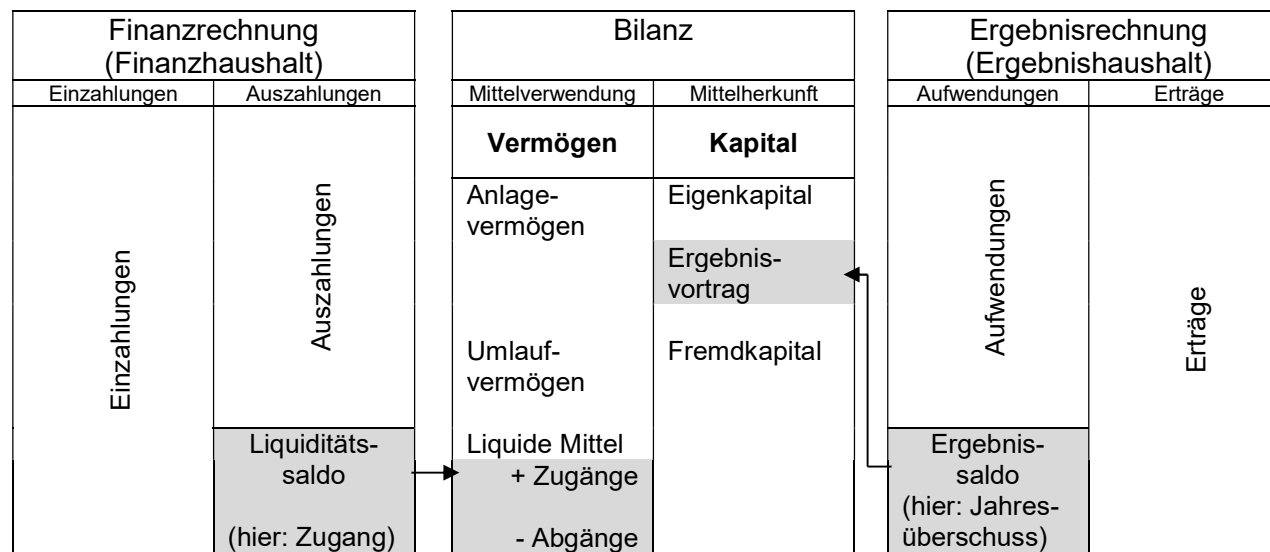 Finanzrechnung
(Finanzhaushalt)
Einzahlungen
Auszahlungen
Einzahlungen
Auszahlungen
Liquiditäts-
saldo
(hier: Zugang)
Bilanz
Mittelverwendung
Mittelherkunft
Vermögen
Kapital
Anlage-
vermögen
Umlauf-
vermögen
Liquide Mittel
+ Zugänge
- Abgänge
Eigenkapital
Ergebnis-
vortrag
Fremdkapital
Ergebnisrechnung
(Ergebnishaushalt)
Aufwendungen
Erträge
Aufwendungen
Ergebnis-
saldo
(hier: Jahres-
überschuss)
Erträge